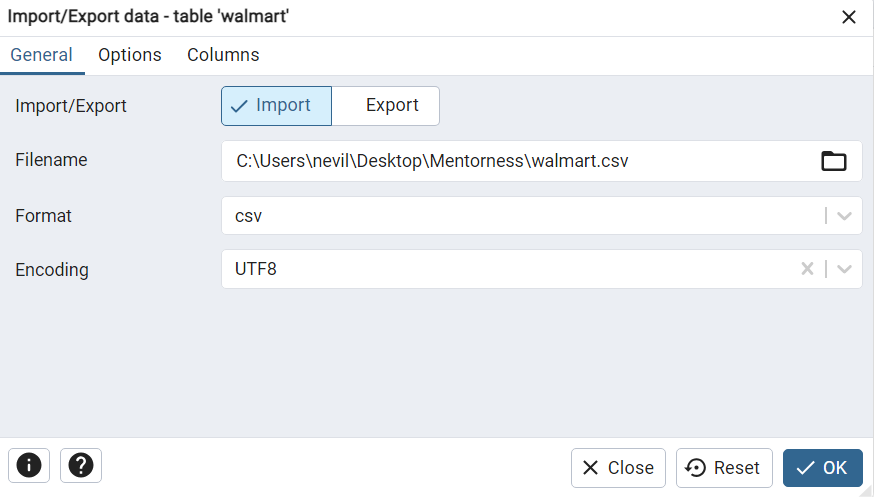 Import/Export data - table 'walmart'
General Options Columns
Import/Export Import Export
Filename C:\Users\nevil\Desktop\Mentorness\walmart.csv
Format csv
Encoding UTF8
Close Reset OK